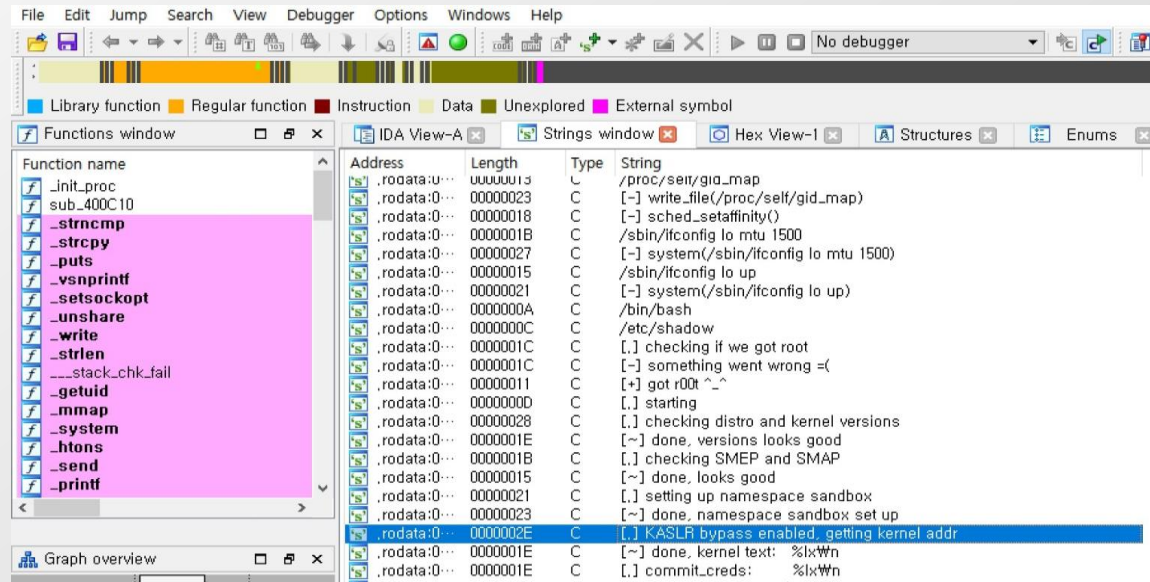 File Edit Jump Search View Debugger Options Windows Help
No debugger
Library function Regular function Instruction Data Unexplored External symbol
Functions window
IDA View-A Strings window Hex View-1 Structures Enums
Function name
_init_proc
sub_400C10
_strncmp
_strcpy
_puts
_vsnprintf
_setsockopt
_unshare
_write
_strlen
___stack_chk_fail
_getuid
_mmap
_system
_htons
_send
_printf
Graph overview
Address Length Type String
.rodata:0··· 00000013 C /proc/self/gid_map
.rodata:0··· 00000023 C [-] write_file(/proc/self/gid_map)
.rodata:0··· 00000018 C [-] sched_setaffinity()
.rodata:0··· 0000001B C /sbin/ifconfig lo mtu 1500
.rodata:0··· 00000027 C [-] system(/sbin/ifconfig lo mtu 1500)
.rodata:0··· 00000015 C /sbin/ifconfig lo up
.rodata:0··· 00000021 C [-] system(/sbin/ifconfig lo up)
.rodata:0··· 0000000A C /bin/bash
.rodata:0··· 0000000C C /etc/shadow
.rodata:0··· 0000001C C [.] checking if we got root
.rodata:0··· 0000001C C [-] something went wrong =(
.rodata:0··· 00000011 C [+] got r00t ^_^
.rodata:0··· 0000000D C [.] starting
.rodata:0··· 00000028 C [.] checking distro and kernel versions
.rodata:0··· 0000001E C [~] done, versions looks good
.rodata:0··· 0000001B C [.] checking SMEP and SMAP
.rodata:0··· 00000015 C [~] done, looks good
.rodata:0··· 00000021 C [.] setting up namespace sandbox
.rodata:0··· 00000023 C [~] done, namespace sandbox set up
.rodata:0··· 0000002E C [.] KASLR bypass enabled, getting kernel addr
.rodata:0··· 0000001E C [~] done, kernel text: %lx₩n
.rodata:0··· 0000001E C [.] commit_creds: %lx₩n